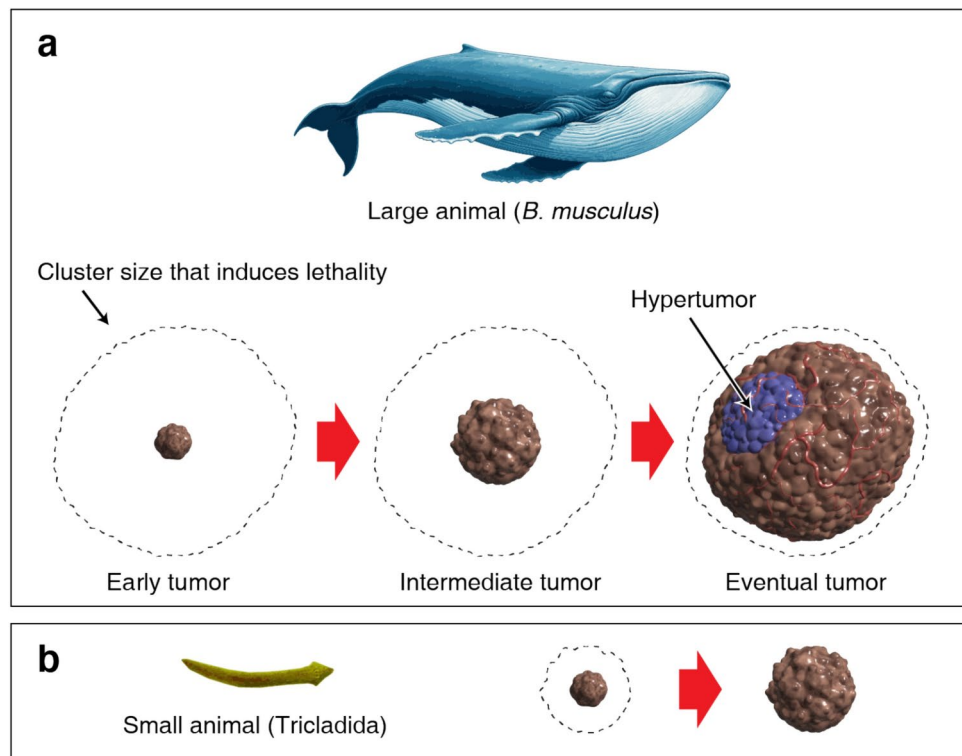 a
Large animal (B. musculus)
Cluster size that induces lethality
Hypertumor
Early tumor
Intermediate tumor
Eventual tumor
b
Small animal (Tricladida)